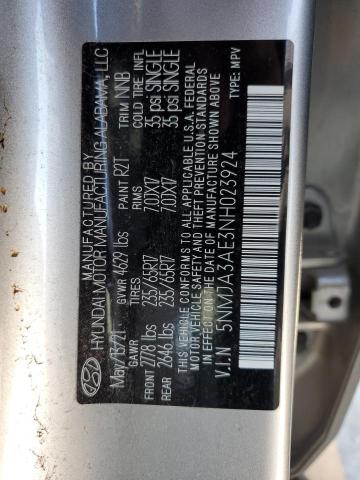 MANUFACTURED BY
HYUNDAI MOTOR MANUFACTURING ALABAMA, LLC
May/13/21 GVWR 4629 lbs PAINT R2T TRIM NNB
GAWR RIMS COLD TIRE INFL
FRONT 2778 lbs 235/65R17 7.0JX17 35 psi SINGLE
REAR 2646 lbs 235/65R17 7.0JX17 35 psi SINGLE
THIS VEHICLE CONFORMS TO ALL APPLICABLE U.S.A. FEDERAL
MOTOR VEHICLE SAFETY, BUMPER, AND THEFT PREVENTION STANDARDS
IN EFFECT ON THE DATE OF MANUFACTURE SHOWN ABOVE
V.I.N 5NMJA3AE3NH023924 TYPE: MPV